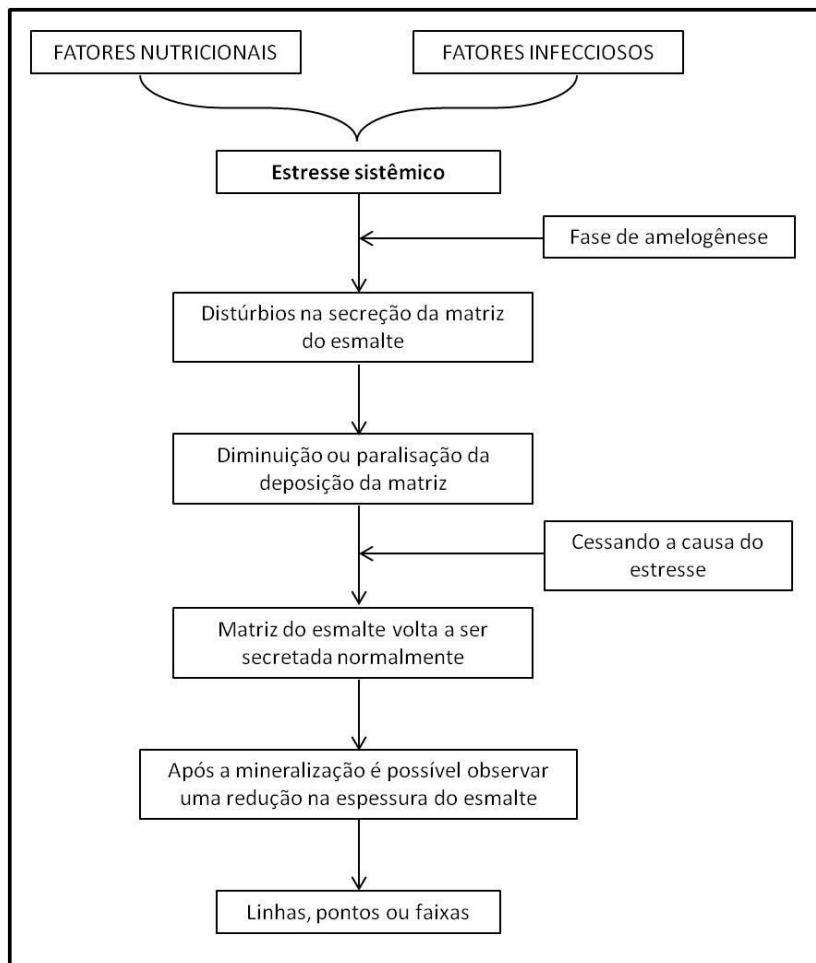 FATORES NUTRICIONAIS
FATORES INFECCIOSOS
Estresse sistêmico
Fase de amelogênese
Distúrbios na secreção da matriz
do esmalte
Diminuição ou paralisação da
deposição da matriz
Cessando a causa do
estresse
Matriz do esmalte volta a ser
secretada normalmente
Após a mineralização é possível observar
uma redução na espessura do esmalte
Linhas, pontos ou faixas